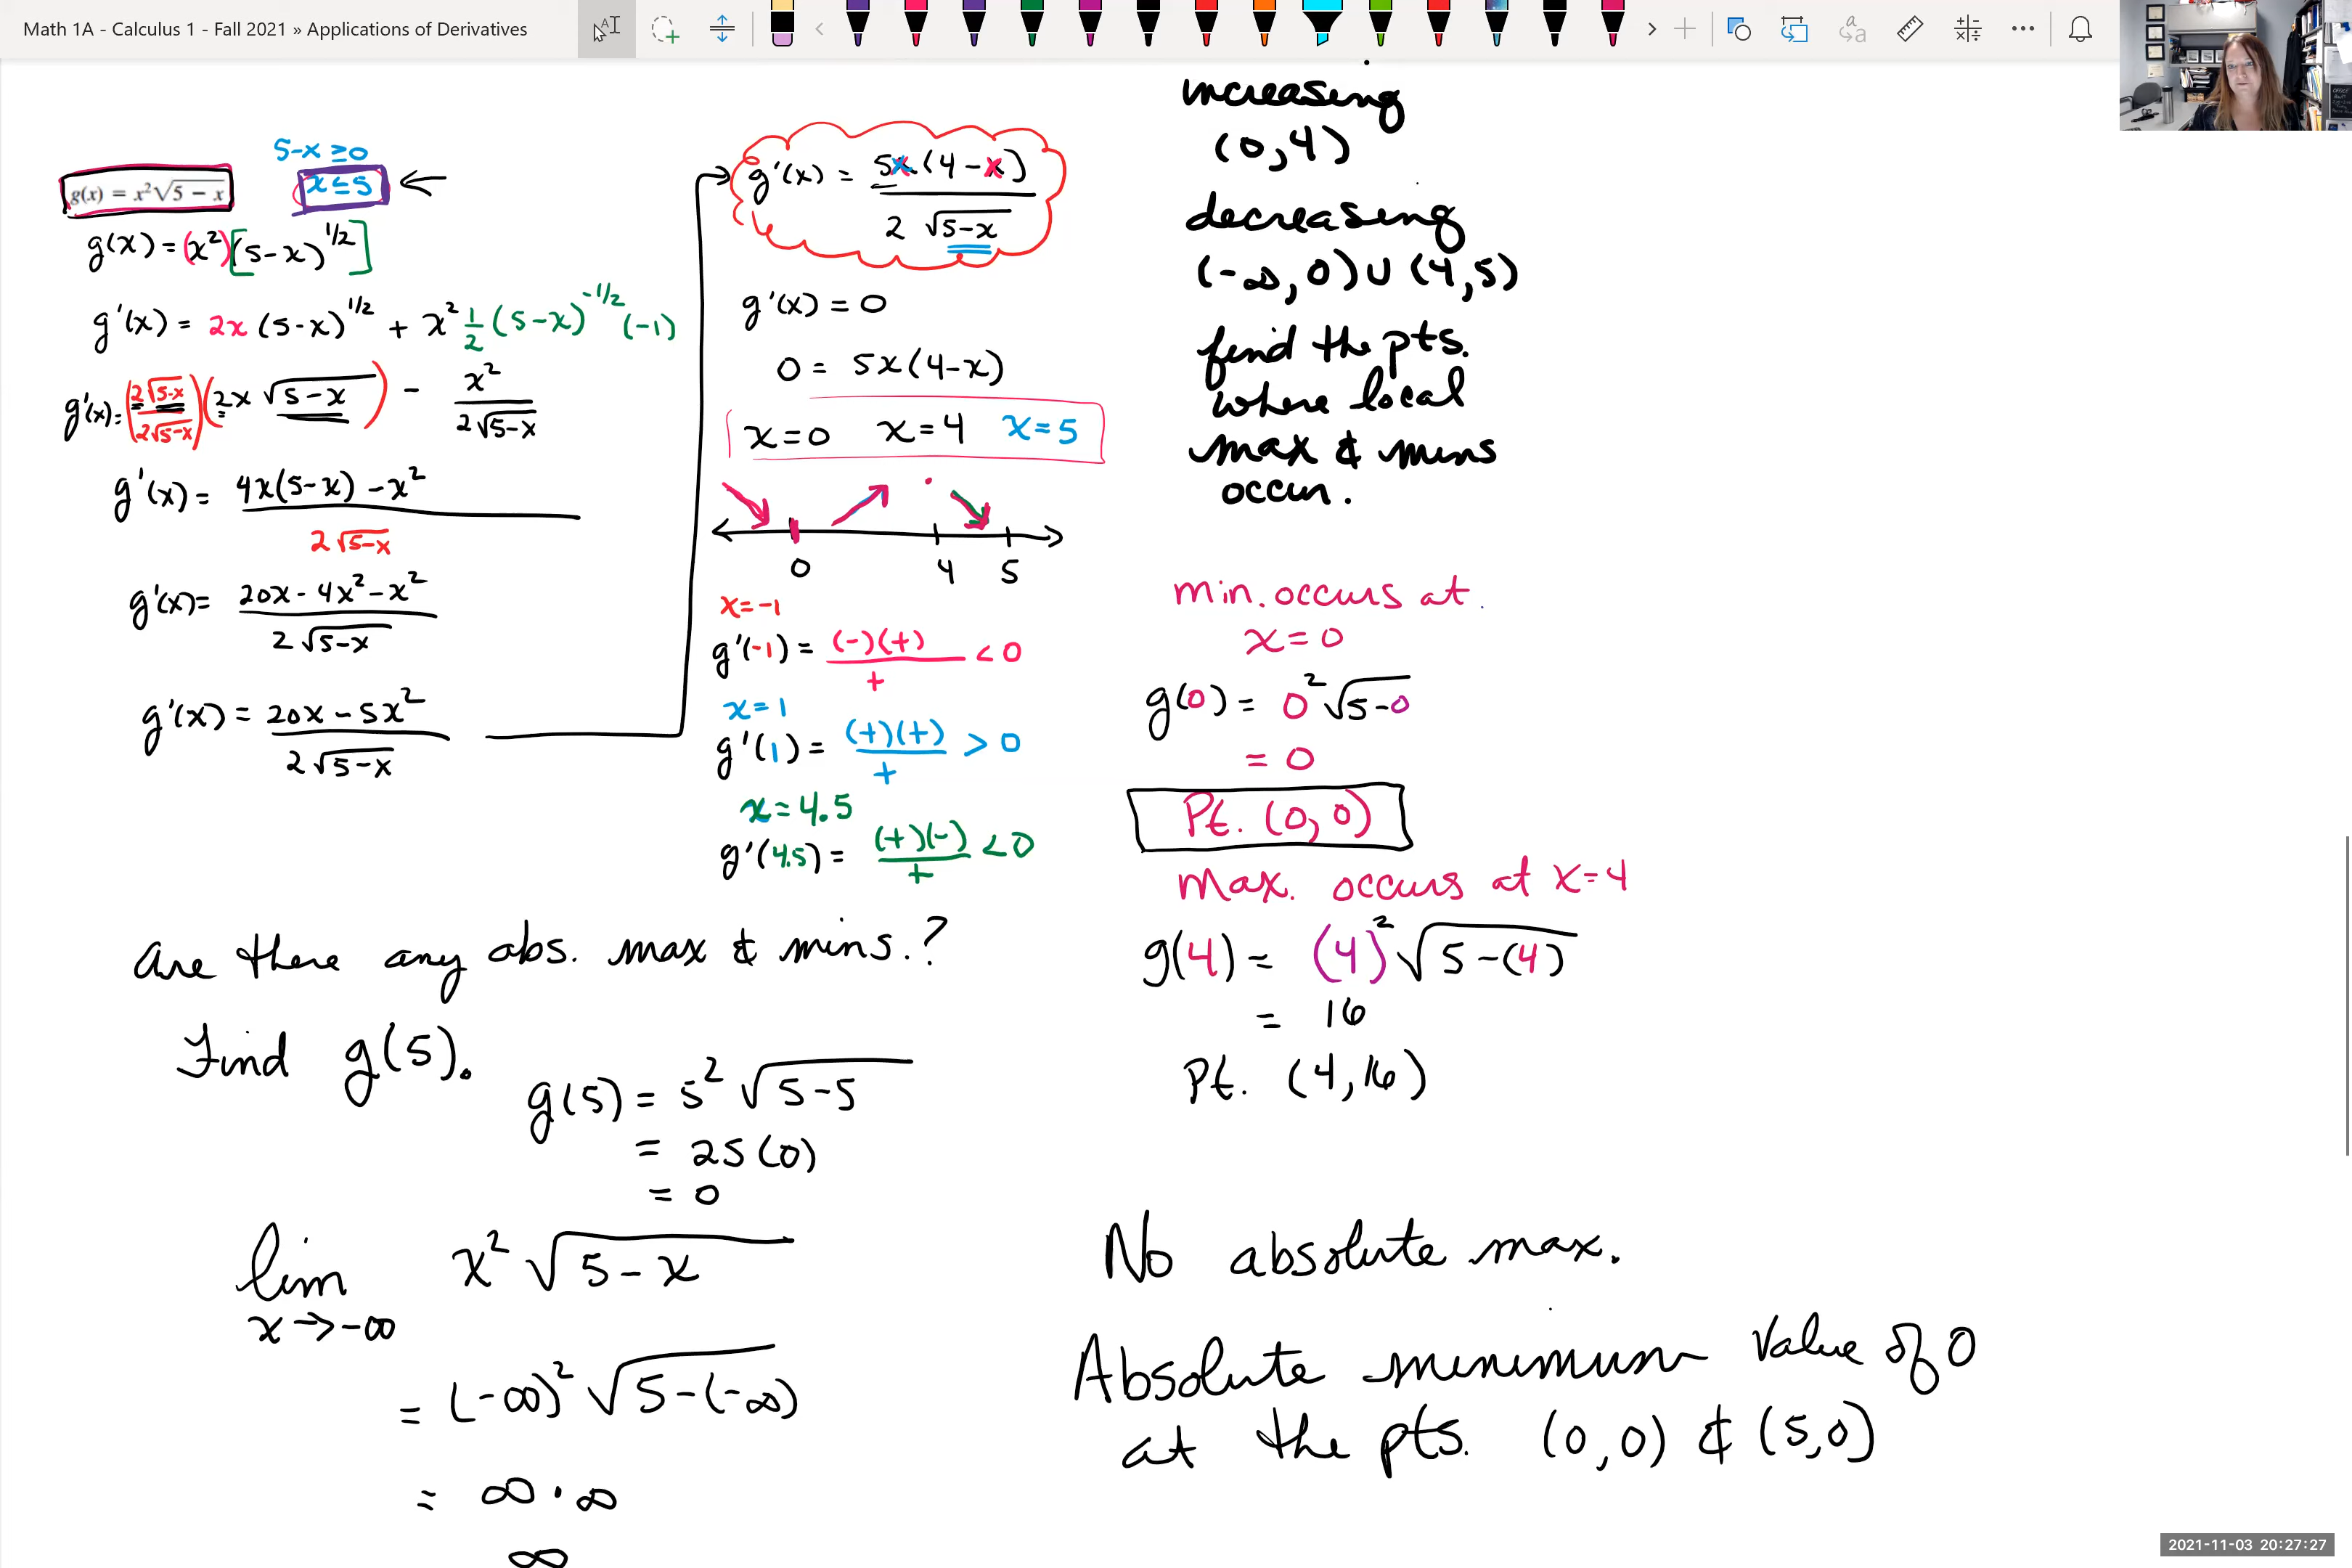 Math 1A - Calculus 1 - Fall 2021 » Applications of Derivatives
5-x ≥0
g(x) = x²√(5 − x)
x ≤ 5
g(x) = (x²)[5-x)^1/2]
g'(x) = 2x (5-x)^1/2 + x² 1/2 (5-x)^-1/2 (-1)
g'(x) = (2√(5-x) / 2√(5-x)) (2x √(5-x)) - x² / 2√(5-x)
g'(x) = 4x(5-x) -x² / 2√(5-x)
g'(x) = 20x - 4x² - x² / 2√(5-x)
g'(x) = 20x - 5x² / 2√(5-x)
g'(x) = 5x (4-x) / 2 √(5-x)
g'(x) = 0
0 = 5x(4-x)
x=0 x=4 x=5
0 4 5
x=-1
g'(-1) = (-)(+) / + < 0
x=1
g'(1) = (+)(+) / + > 0
x=4.5
g'(4.5) = (+)(-) / + <0
increasing
(0,4)
decreasing
(-∞, 0) ∪ (4,5)
find the pts.
where local
max & mins
occur.
min. occurs at
x=0
g(0) = 0² √(5-0)
= 0
Pt. (0,0)
max. occurs at x=4
g(4) = (4)² √(5-(4))
= 16
Pt. (4,16)
are there any abs. max & mins.?
Find g(5).
g(5) = 5² √(5-5)
= 25(0)
= 0
lim x→-∞ x² √(5-x)
= (-∞)² √(5-(-∞))
= ∞ · ∞
∞
No absolute max.
Absolute minimum value of 0
at the pts. (0,0) & (5,0)
2021-11-03 20:27:27